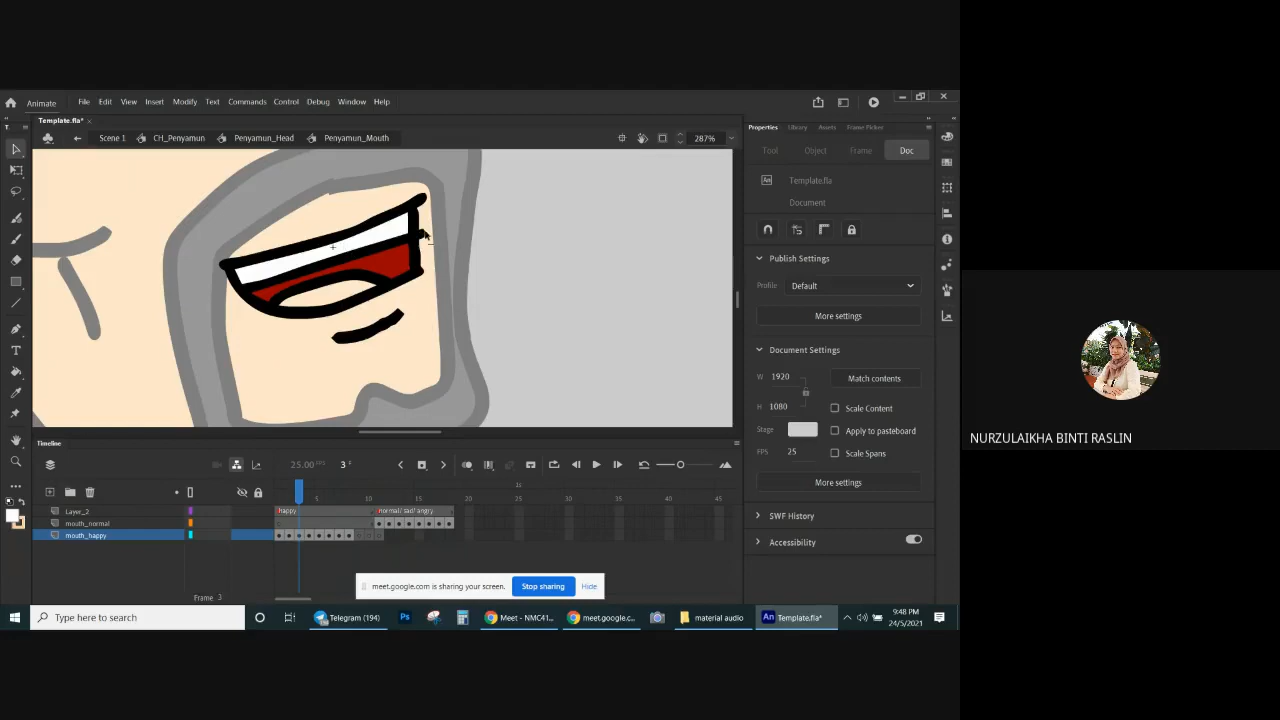 Animate File Edit View Insert Modify Text Commands Control Debug Window Help
Template.fla*
Scene 1 CH_Penyamun Penyamun_Head Penyamun_Mouth 287%
Properties Library Assets Frame Picker
Tool Object Frame Doc
An Template.fla
Document
Publish Settings
Profile Default
More settings
Document Settings
W 1920 Match contents
H 1080 Scale Content
Stage Apply to pasteboard
FPS 25 Scale Spans
More settings
SWF History
Accessibility
NURZULAIKHA BINTI RASLIN
Timeline
25.00 FPS 3 F
1s
5 10 15 20 25 30 35 40 45
Layer_2 happy normal/ sad/ angry
mouth_normal
mouth_happy
meet.google.com is sharing your screen. Stop sharing Hide
Frame 3
Type here to search Telegram (194) Ps Meet - NMC41... meet.google.c... material audio An Template.fla*
9:48 PM
24/5/2021